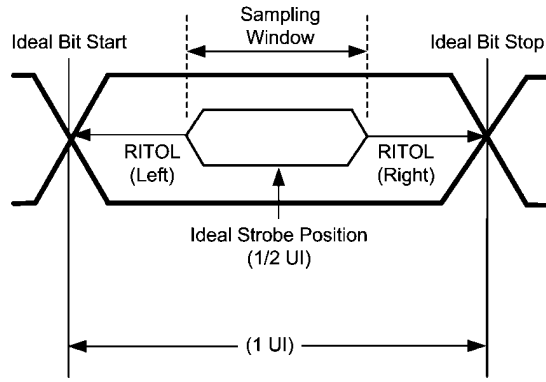 Sampling
Window
Ideal Bit Start
Ideal Bit Stop
RITOL
(Left)
RITOL
(Right)
Ideal Strobe Position
(1/2 UI)
(1 UI)